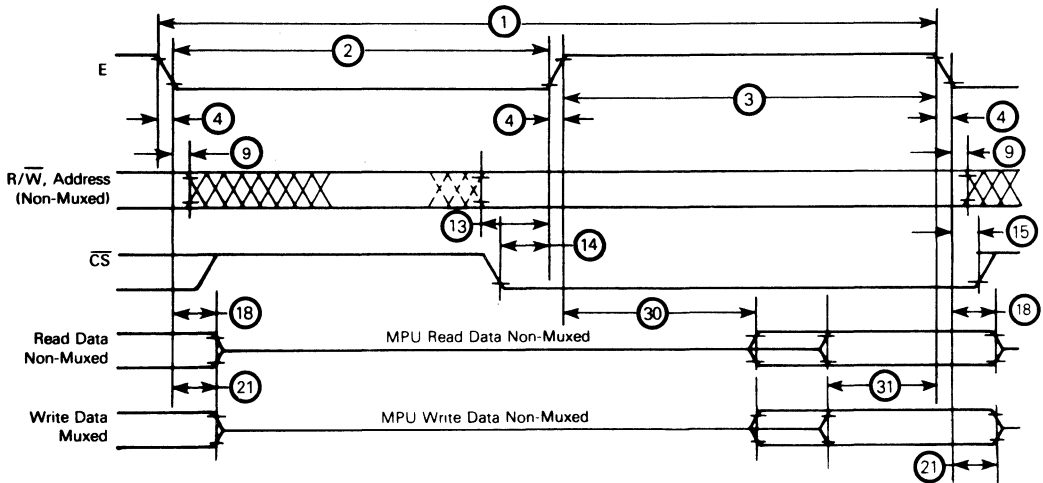 1
2
E
3
4
4
4
9
9
R/W̅, Address
(Non-Muxed)
13
14
15
C̅S̅
18
30
18
Read Data
Non-Muxed
MPU Read Data Non-Muxed
21
31
Write Data
Muxed
MPU Write Data Non-Muxed
21